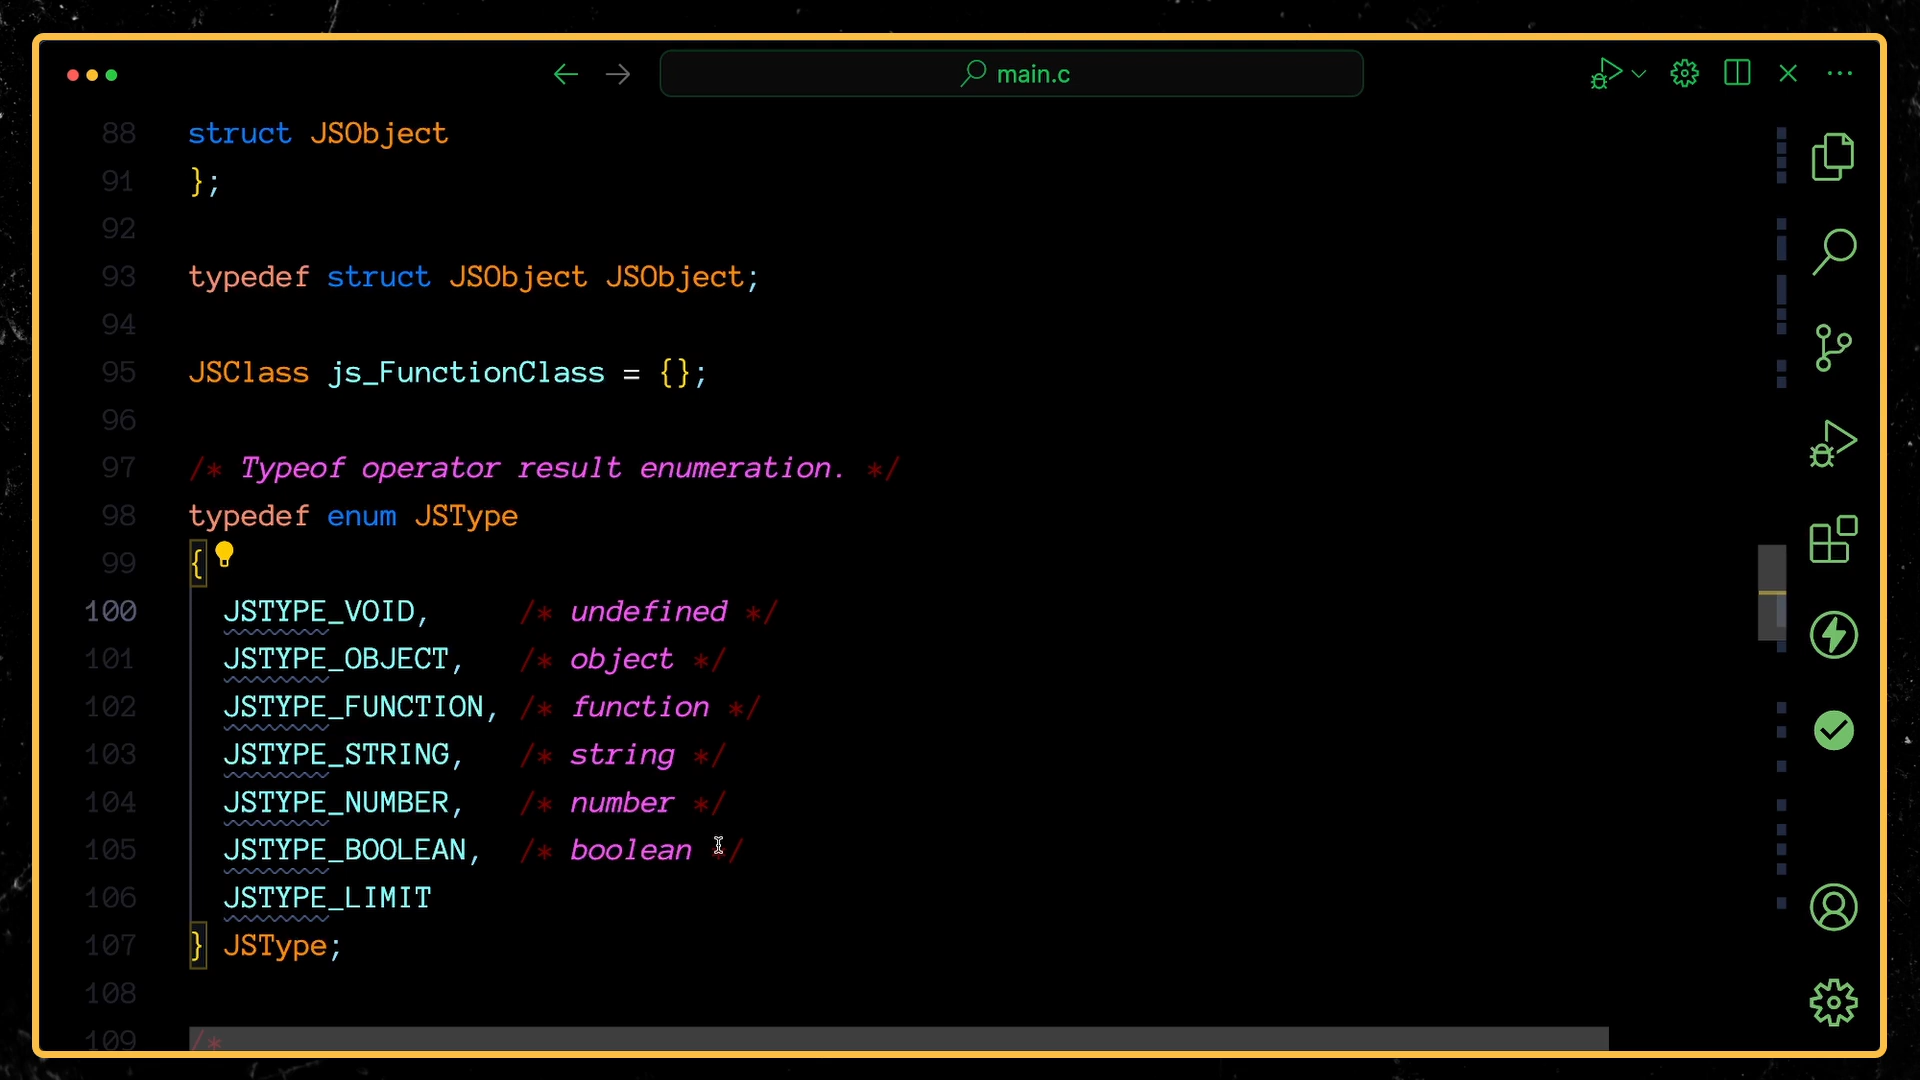 main.c
88 struct JSObject
91 };
92
93 typedef struct JSObject JSObject;
94
95 JSClass js_FunctionClass = {};
96
97 /* Typeof operator result enumeration. */
98 typedef enum JSType
99 {
100 JSTYPE_VOID, /* undefined */
101 JSTYPE_OBJECT, /* object */
102 JSTYPE_FUNCTION, /* function */
103 JSTYPE_STRING, /* string */
104 JSTYPE_NUMBER, /* number */
105 JSTYPE_BOOLEAN, /* boolean */
106 JSTYPE_LIMIT
107 } JSType;
108
109 /*